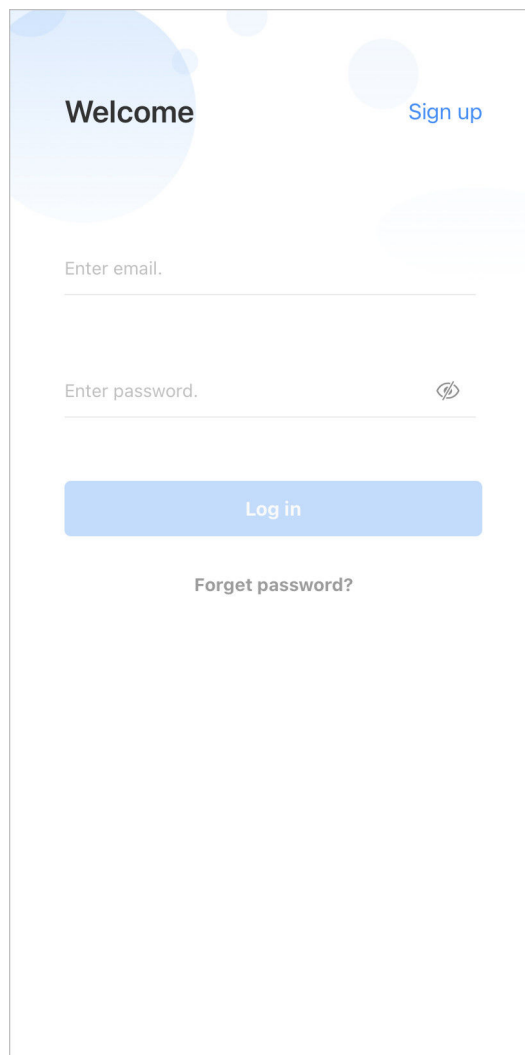 Welcome
Sign up
Enter email.
Enter password.
Log in
Forget password?